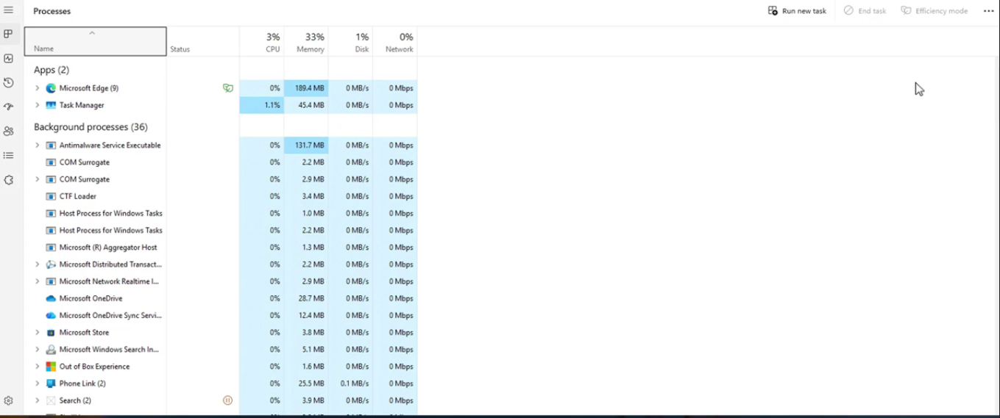 Processes
Run new task
End task
Efficiency mode
3% 33% 1% 0%
Name Status CPU Memory Disk Network
Apps (2)
Microsoft Edge (9) 0% 189.4 MB 0 MB/s 0 Mbps
Task Manager 1.1% 45.4 MB 0 MB/s 0 Mbps
Background processes (36)
Antimalware Service Executable 0% 131.7 MB 0 MB/s 0 Mbps
COM Surrogate 0% 2.2 MB 0 MB/s 0 Mbps
COM Surrogate 0% 2.9 MB 0 MB/s 0 Mbps
CTF Loader 0% 3.4 MB 0 MB/s 0 Mbps
Host Process for Windows Tasks 0% 1.0 MB 0 MB/s 0 Mbps
Host Process for Windows Tasks 0% 2.2 MB 0 MB/s 0 Mbps
Microsoft (R) Aggregator Host 0% 1.3 MB 0 MB/s 0 Mbps
Microsoft Distributed Transact... 0% 2.2 MB 0 MB/s 0 Mbps
Microsoft Network Realtime I... 0% 2.9 MB 0 MB/s 0 Mbps
Microsoft OneDrive 0% 28.7 MB 0 MB/s 0 Mbps
Microsoft OneDrive Sync Servi... 0% 12.4 MB 0 MB/s 0 Mbps
Microsoft Store 0% 3.8 MB 0 MB/s 0 Mbps
Microsoft Windows Search In... 0% 5.1 MB 0 MB/s 0 Mbps
Out of Box Experience 0% 1.6 MB 0 MB/s 0 Mbps
Phone Link (2) 0% 25.5 MB 0.1 MB/s 0 Mbps
Search (2) 0% 3.9 MB 0 MB/s 0 Mbps